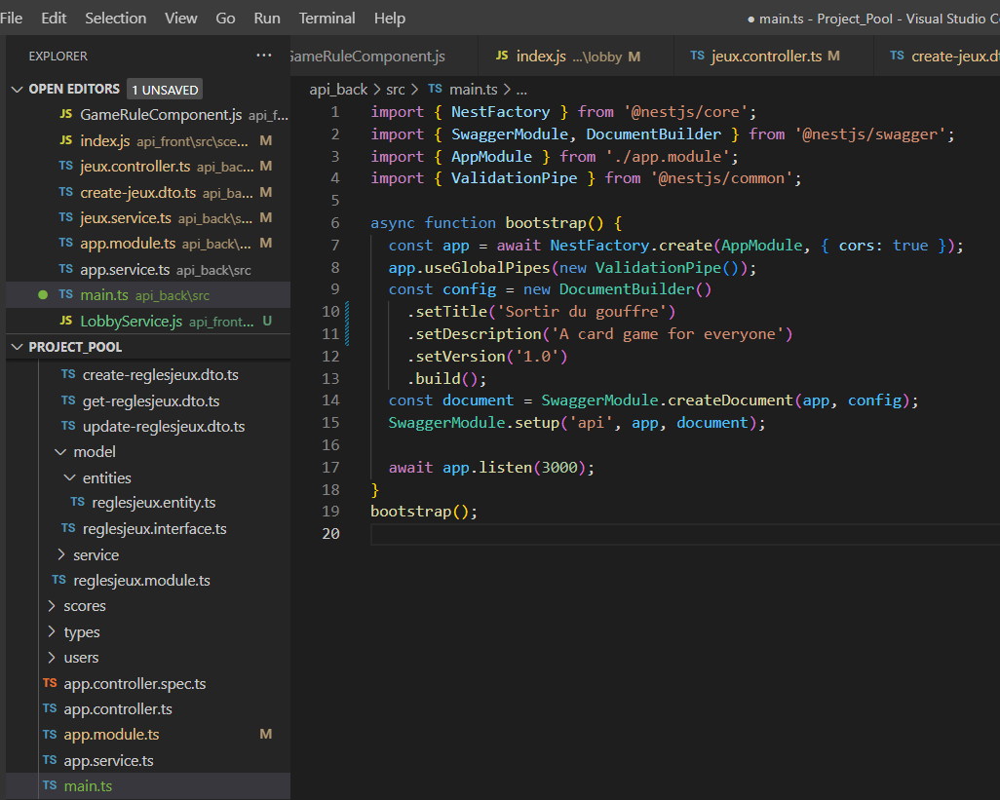 File Edit Selection View Go Run Terminal Help ● main.ts - Project_Pool - Visual Studio Co
EXPLORER ···
GameRuleComponent.js JS index.js ...\lobby M TS jeux.controller.ts M TS create-jeux.dt
OPEN EDITORS 1 UNSAVED
JS GameRuleComponent.js api_f...
JS index.js api_front\src\sce... M
TS jeux.controller.ts api_bac... M
TS create-jeux.dto.ts api_ba... M
TS jeux.service.ts api_back\s... M
TS app.module.ts api_back\... M
TS app.service.ts api_back\src
● TS main.ts api_back\src
JS LobbyService.js api_front... U
PROJECT_POOL
TS create-reglesjeux.dto.ts
TS get-reglesjeux.dto.ts
TS update-reglesjeux.dto.ts
model
entities
TS reglesjeux.entity.ts
TS reglesjeux.interface.ts
service
TS reglesjeux.module.ts
scores
types
users
TS app.controller.spec.ts
TS app.controller.ts
TS app.module.ts M
TS app.service.ts
TS main.ts
api_back > src > TS main.ts > ...
1 import { NestFactory } from '@nestjs/core';
2 import { SwaggerModule, DocumentBuilder } from '@nestjs/swagger';
3 import { AppModule } from './app.module';
4 import { ValidationPipe } from '@nestjs/common';
5
6 async function bootstrap() {
7 const app = await NestFactory.create(AppModule, { cors: true });
8 app.useGlobalPipes(new ValidationPipe());
9 const config = new DocumentBuilder()
10 .setTitle('Sortir du gouffre')
11 .setDescription('A card game for everyone')
12 .setVersion('1.0')
13 .build();
14 const document = SwaggerModule.createDocument(app, config);
15 SwaggerModule.setup('api', app, document);
16
17 await app.listen(3000);
18 }
19 bootstrap();
20